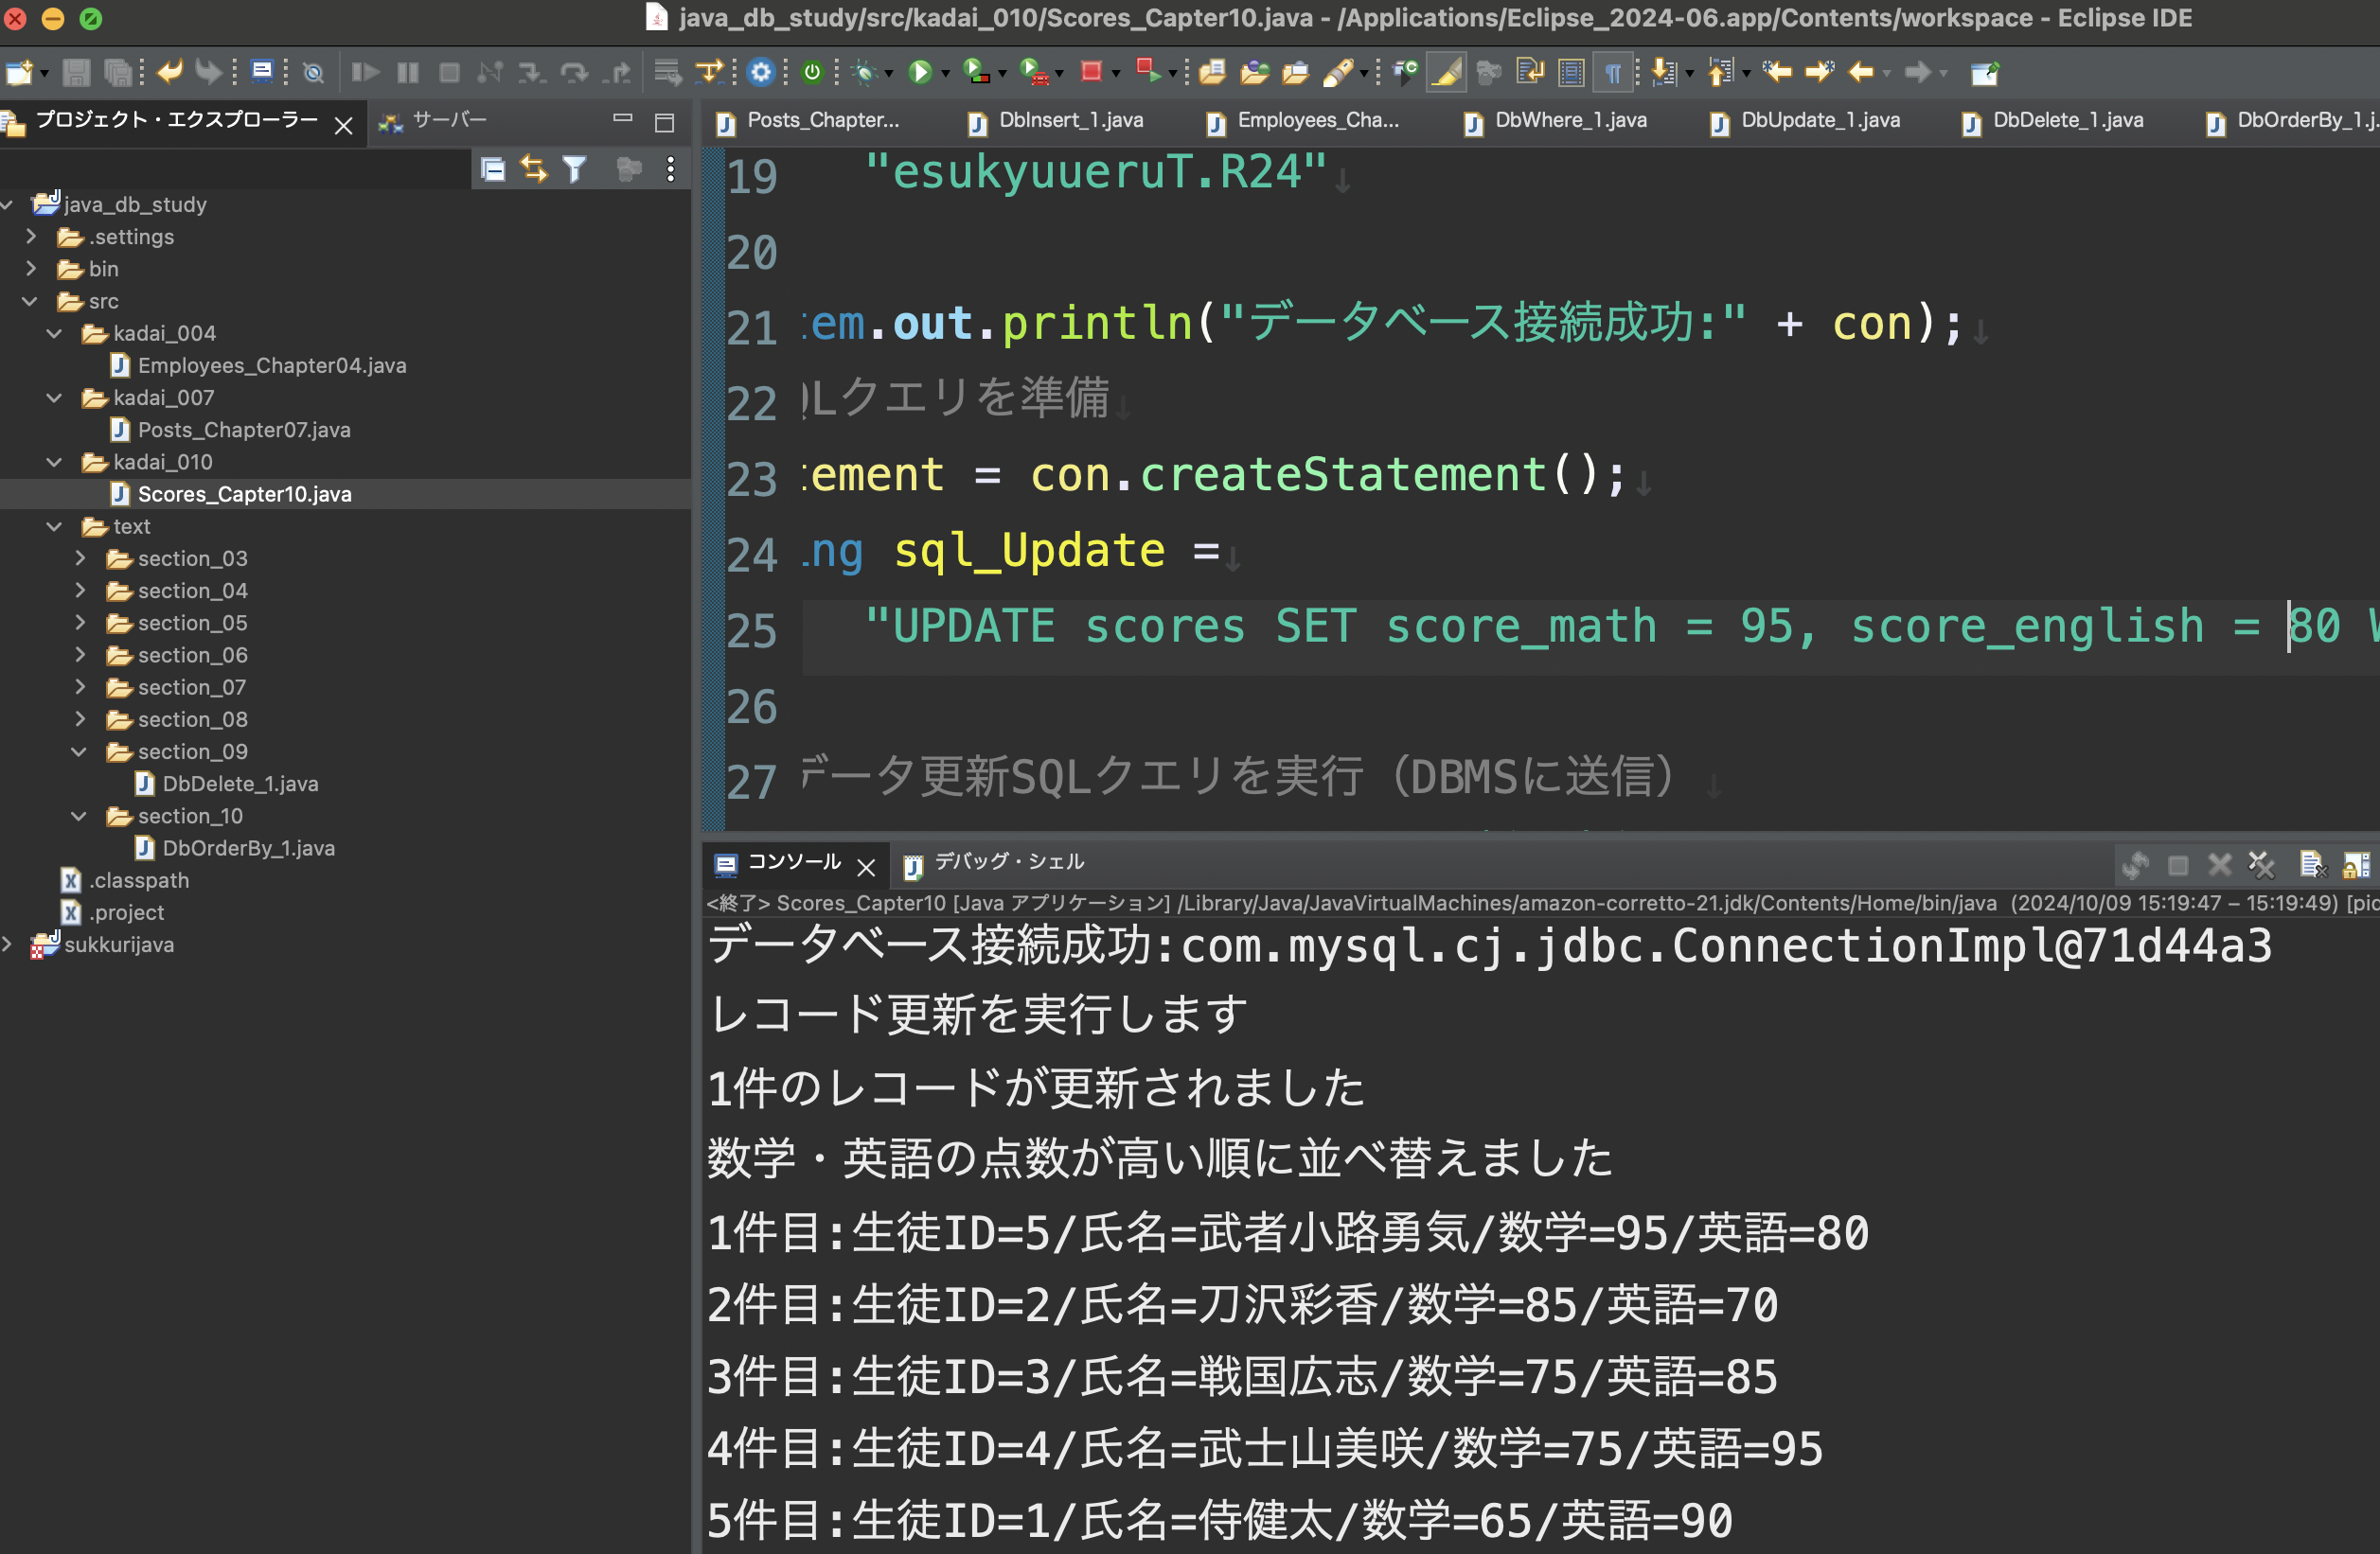 java_db_study/src/kadai_010/Scores_Capter10.java - /Applications/Eclipse_2024-06.app/Contents/workspace - Eclipse IDE
プロジェクト・エクスプローラー
サーバー
java_db_study
.settings
bin
src
kadai_004
Employees_Chapter04.java
kadai_007
Posts_Chapter07.java
kadai_010
Scores_Capter10.java
text
section_03
section_04
section_05
section_06
section_07
section_08
section_09
DbDelete_1.java
section_10
DbOrderBy_1.java
.classpath
.project
sukkurijava
Posts_Chapter... DbInsert_1.java Employees_Cha... DbWhere_1.java DbUpdate_1.java DbDelete_1.java DbOrderBy_1.j...
19 "esukyuueruT.R24"↓
20
21 em.out.println("データベース接続成功:" + con);↓
22 QLクエリを準備↓
23 ement = con.createStatement();↓
24 ng sql_Update =↓
25 "UPDATE scores SET score_math = 95, score_english = 80 W
26
27 データ更新SQLクエリを実行（DBMSに送信）↓
コンソール デバッグ・シェル
<終了> Scores_Capter10 [Java アプリケーション] /Library/Java/JavaVirtualMachines/amazon-corretto-21.jdk/Contents/Home/bin/java (2024/10/09 15:19:47 – 15:19:49) [pid
データベース接続成功:com.mysql.cj.jdbc.ConnectionImpl@71d44a3
レコード更新を実行します
1件のレコードが更新されました
数学・英語の点数が高い順に並べ替えました
1件目:生徒ID=5/氏名=武者小路勇気/数学=95/英語=80
2件目:生徒ID=2/氏名=刀沢彩香/数学=85/英語=70
3件目:生徒ID=3/氏名=戦国広志/数学=75/英語=85
4件目:生徒ID=4/氏名=武士山美咲/数学=75/英語=95
5件目:生徒ID=1/氏名=侍健太/数学=65/英語=90